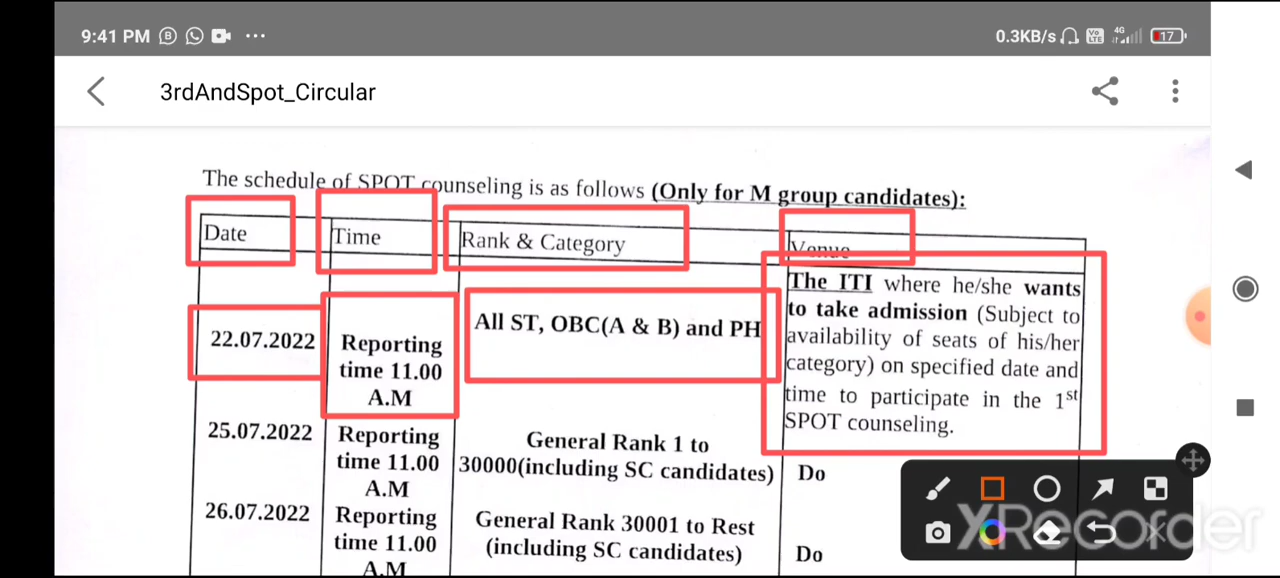 9:41 PM
0.3KB/s
Vo
LTE
4G
17
3rdAndSpot_Circular
The schedule of SPOT counseling is as follows (Only for M group candidates):
Date
Time
Rank & Category
Venue
22.07.2022
Reporting
time 11.00
A.M
All ST, OBC(A & B) and PH
The ITI where he/she wants
to take admission (Subject to
availability of seats of his/her
category) on specified date and
time to participate in the 1st
SPOT counseling.
25.07.2022
Reporting
time 11.00
A.M
General Rank 1 to
30000(including SC candidates)
Do
26.07.2022
Reporting
time 11.00
A.M
General Rank 30001 to Rest
(including SC candidates)
Do
XRecorder